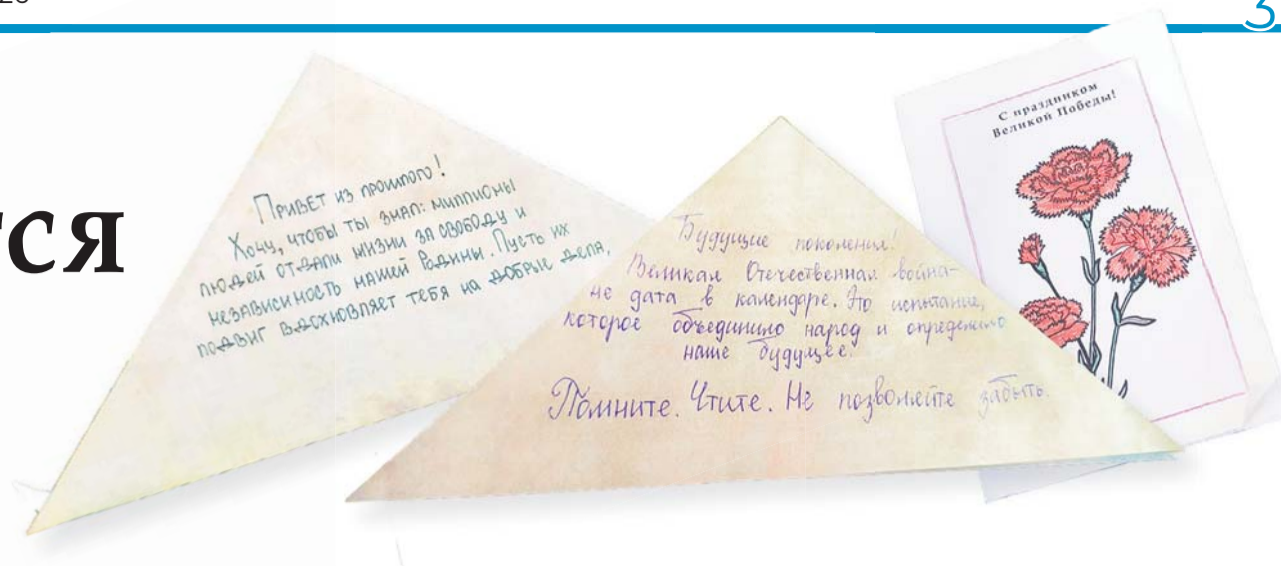 3
тся
Привет из прошлого!
Хочу, чтобы ты знал: миллионы
людей отдали жизни за свободу и
независимость нашей Родины. Пусть их
подвиг вдохновляет тебя на добрые дела,
Будущие поколения!
Великая Отечественная война-
не дата в календаре. Это испытание,
которое объединило народ и определило
наше будущее.
Помните. Чтите. Не позволяйте забыть.
С праздником
Великой Победы!